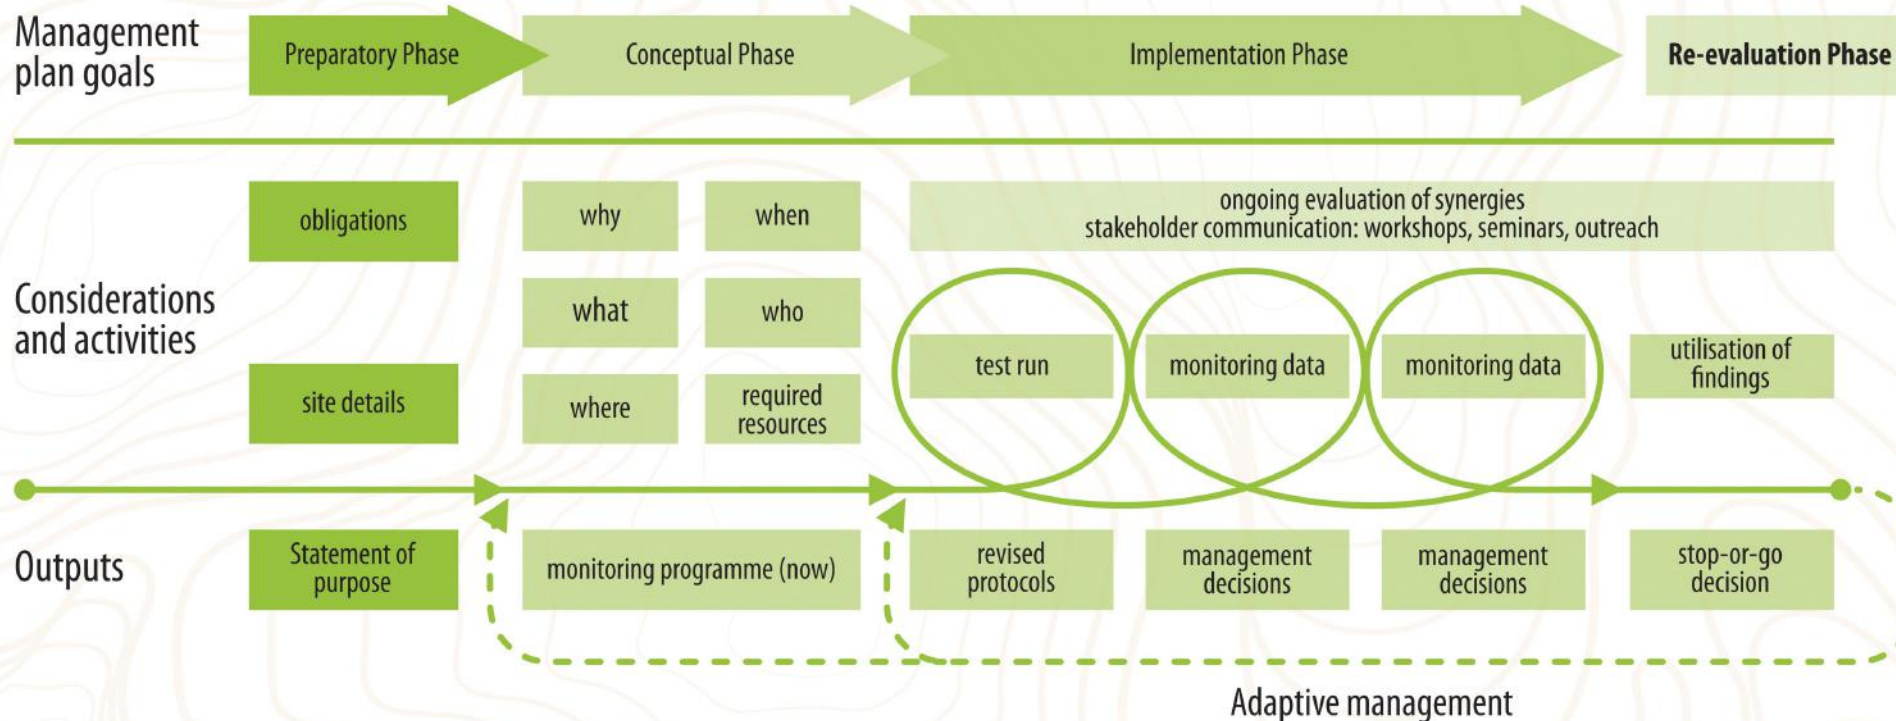 Management
plan goals
Preparatory Phase
Conceptual Phase
Implementation Phase
Re-evaluation Phase
Considerations
and activities
obligations
site details
why
when
what
who
where
required
resources
ongoing evaluation of synergies
stakeholder communication: workshops, seminars, outreach
test run
monitoring data
monitoring data
utilisation of
findings
Outputs
Statement of
purpose
monitoring programme (now)
revised
protocols
management
decisions
management
decisions
stop-or-go
decision
Adaptive management